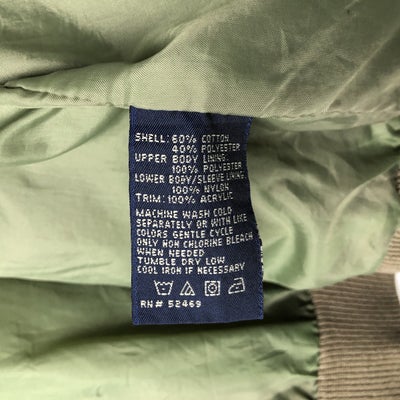 SHELL: 60% COTTON
40% POLYESTER
UPPER BODY LINING:
100% POLYESTER
LOWER BODY/SLEEVE LINING:
100% NYLON
TRIM: 100% ACRYLIC
MACHINE WASH COLD
SEPARATELY OR WITH LIKE
COLORS GENTLE CYCLE
ONLY NON CHLORINE BLEACH
WHEN NEEDED
TUMBLE DRY LOW
COOL IRON IF NECESSARY
RN# 52469